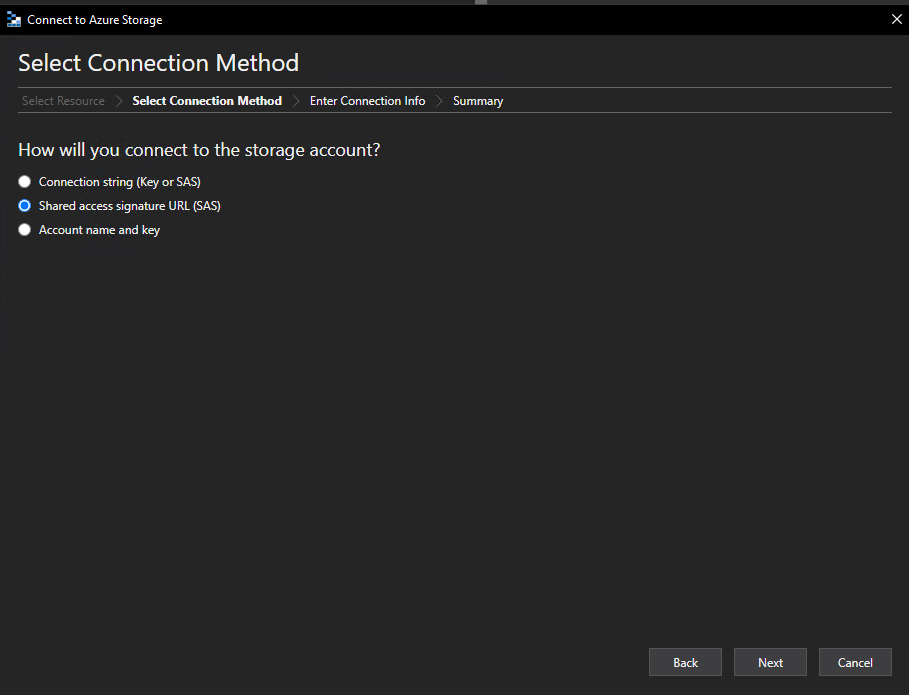 Connect to Azure Storage
Select Connection Method
Select Resource > Select Connection Method > Enter Connection Info > Summary
How will you connect to the storage account?
Connection string (Key or SAS)
Shared access signature URL (SAS)
Account name and key
Back Next Cancel